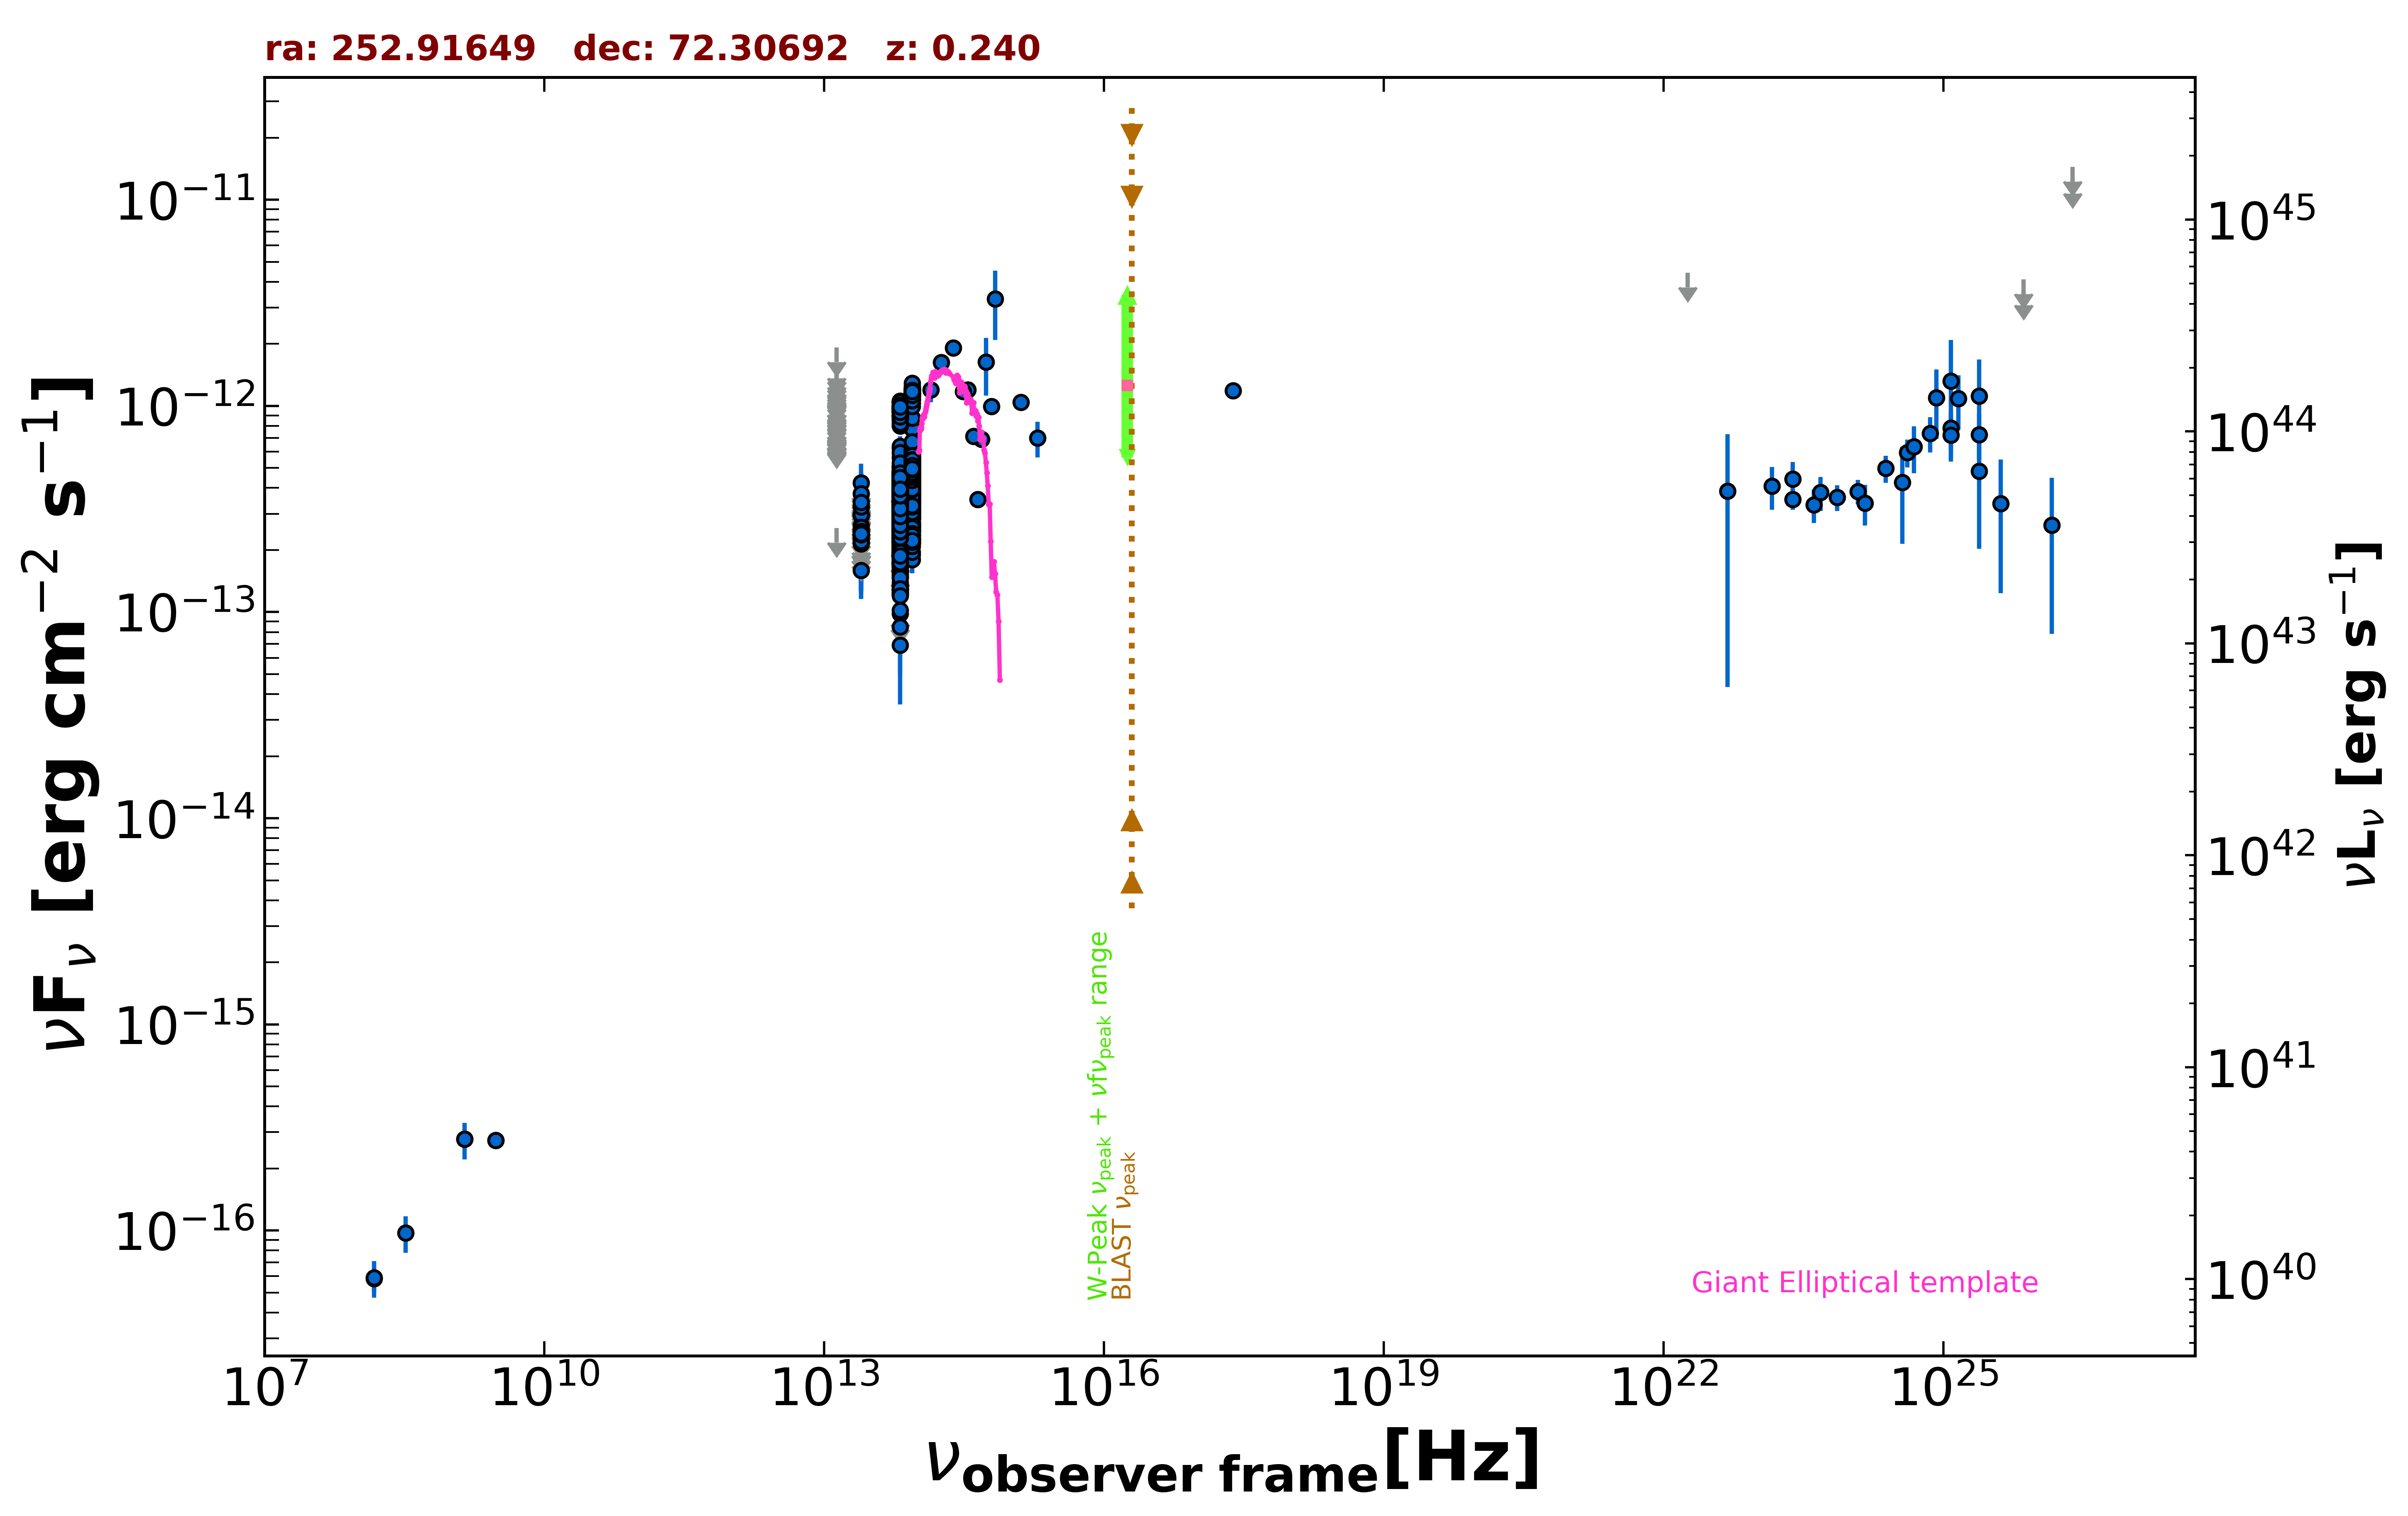 ra: 252.91649   dec: 72.30692   z: 0.240
νF_ν [erg cm^−2 s^−1]
10^−11
10^−12
10^−13
10^−14
10^−15
10^−16
10^45
10^44
10^43
10^42
10^41
10^40
νL_ν [erg s^−1]
W-Peak ν_peak + νfν_peak range
BLAST ν_peak
Giant Elliptical template
10^7
10^10
10^13
10^16
10^19
10^22
10^25
ν_observer frame [Hz]